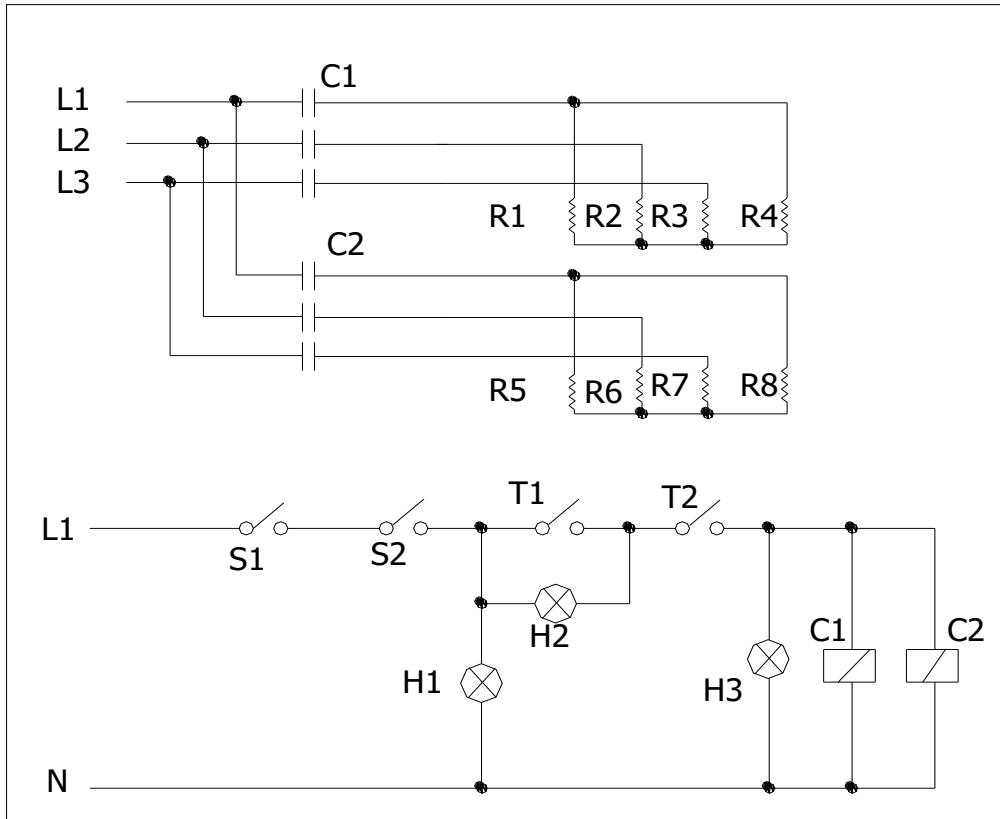 C1
L1
L2
L3
R1 R2 R3 R4
C2
R5 R6 R7 R8
L1 S1 S2 T1 T2
H2
H1 H3 C1 C2
N